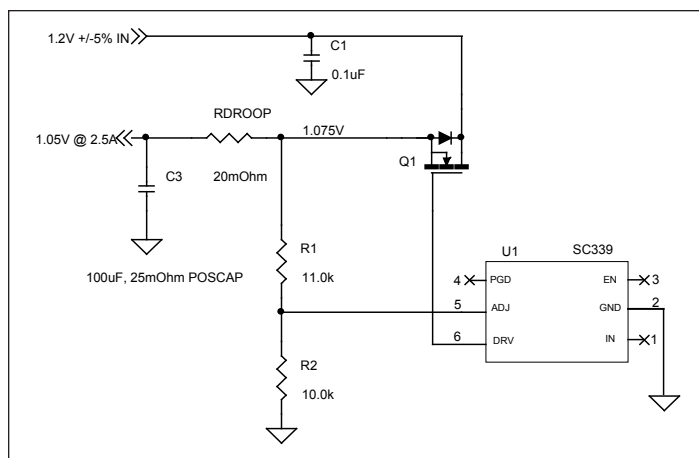 1.2V +/-5% IN
C1
0.1uF
RDROOP
1.05V @ 2.5A
1.075V
Q1
C3
20mOhm
U1
SC339
R1
100uF, 25mOhm POSCAP
11.0k
4
PGD
EN
3
5
ADJ
GND
2
6
DRV
IN
1
R2
10.0k